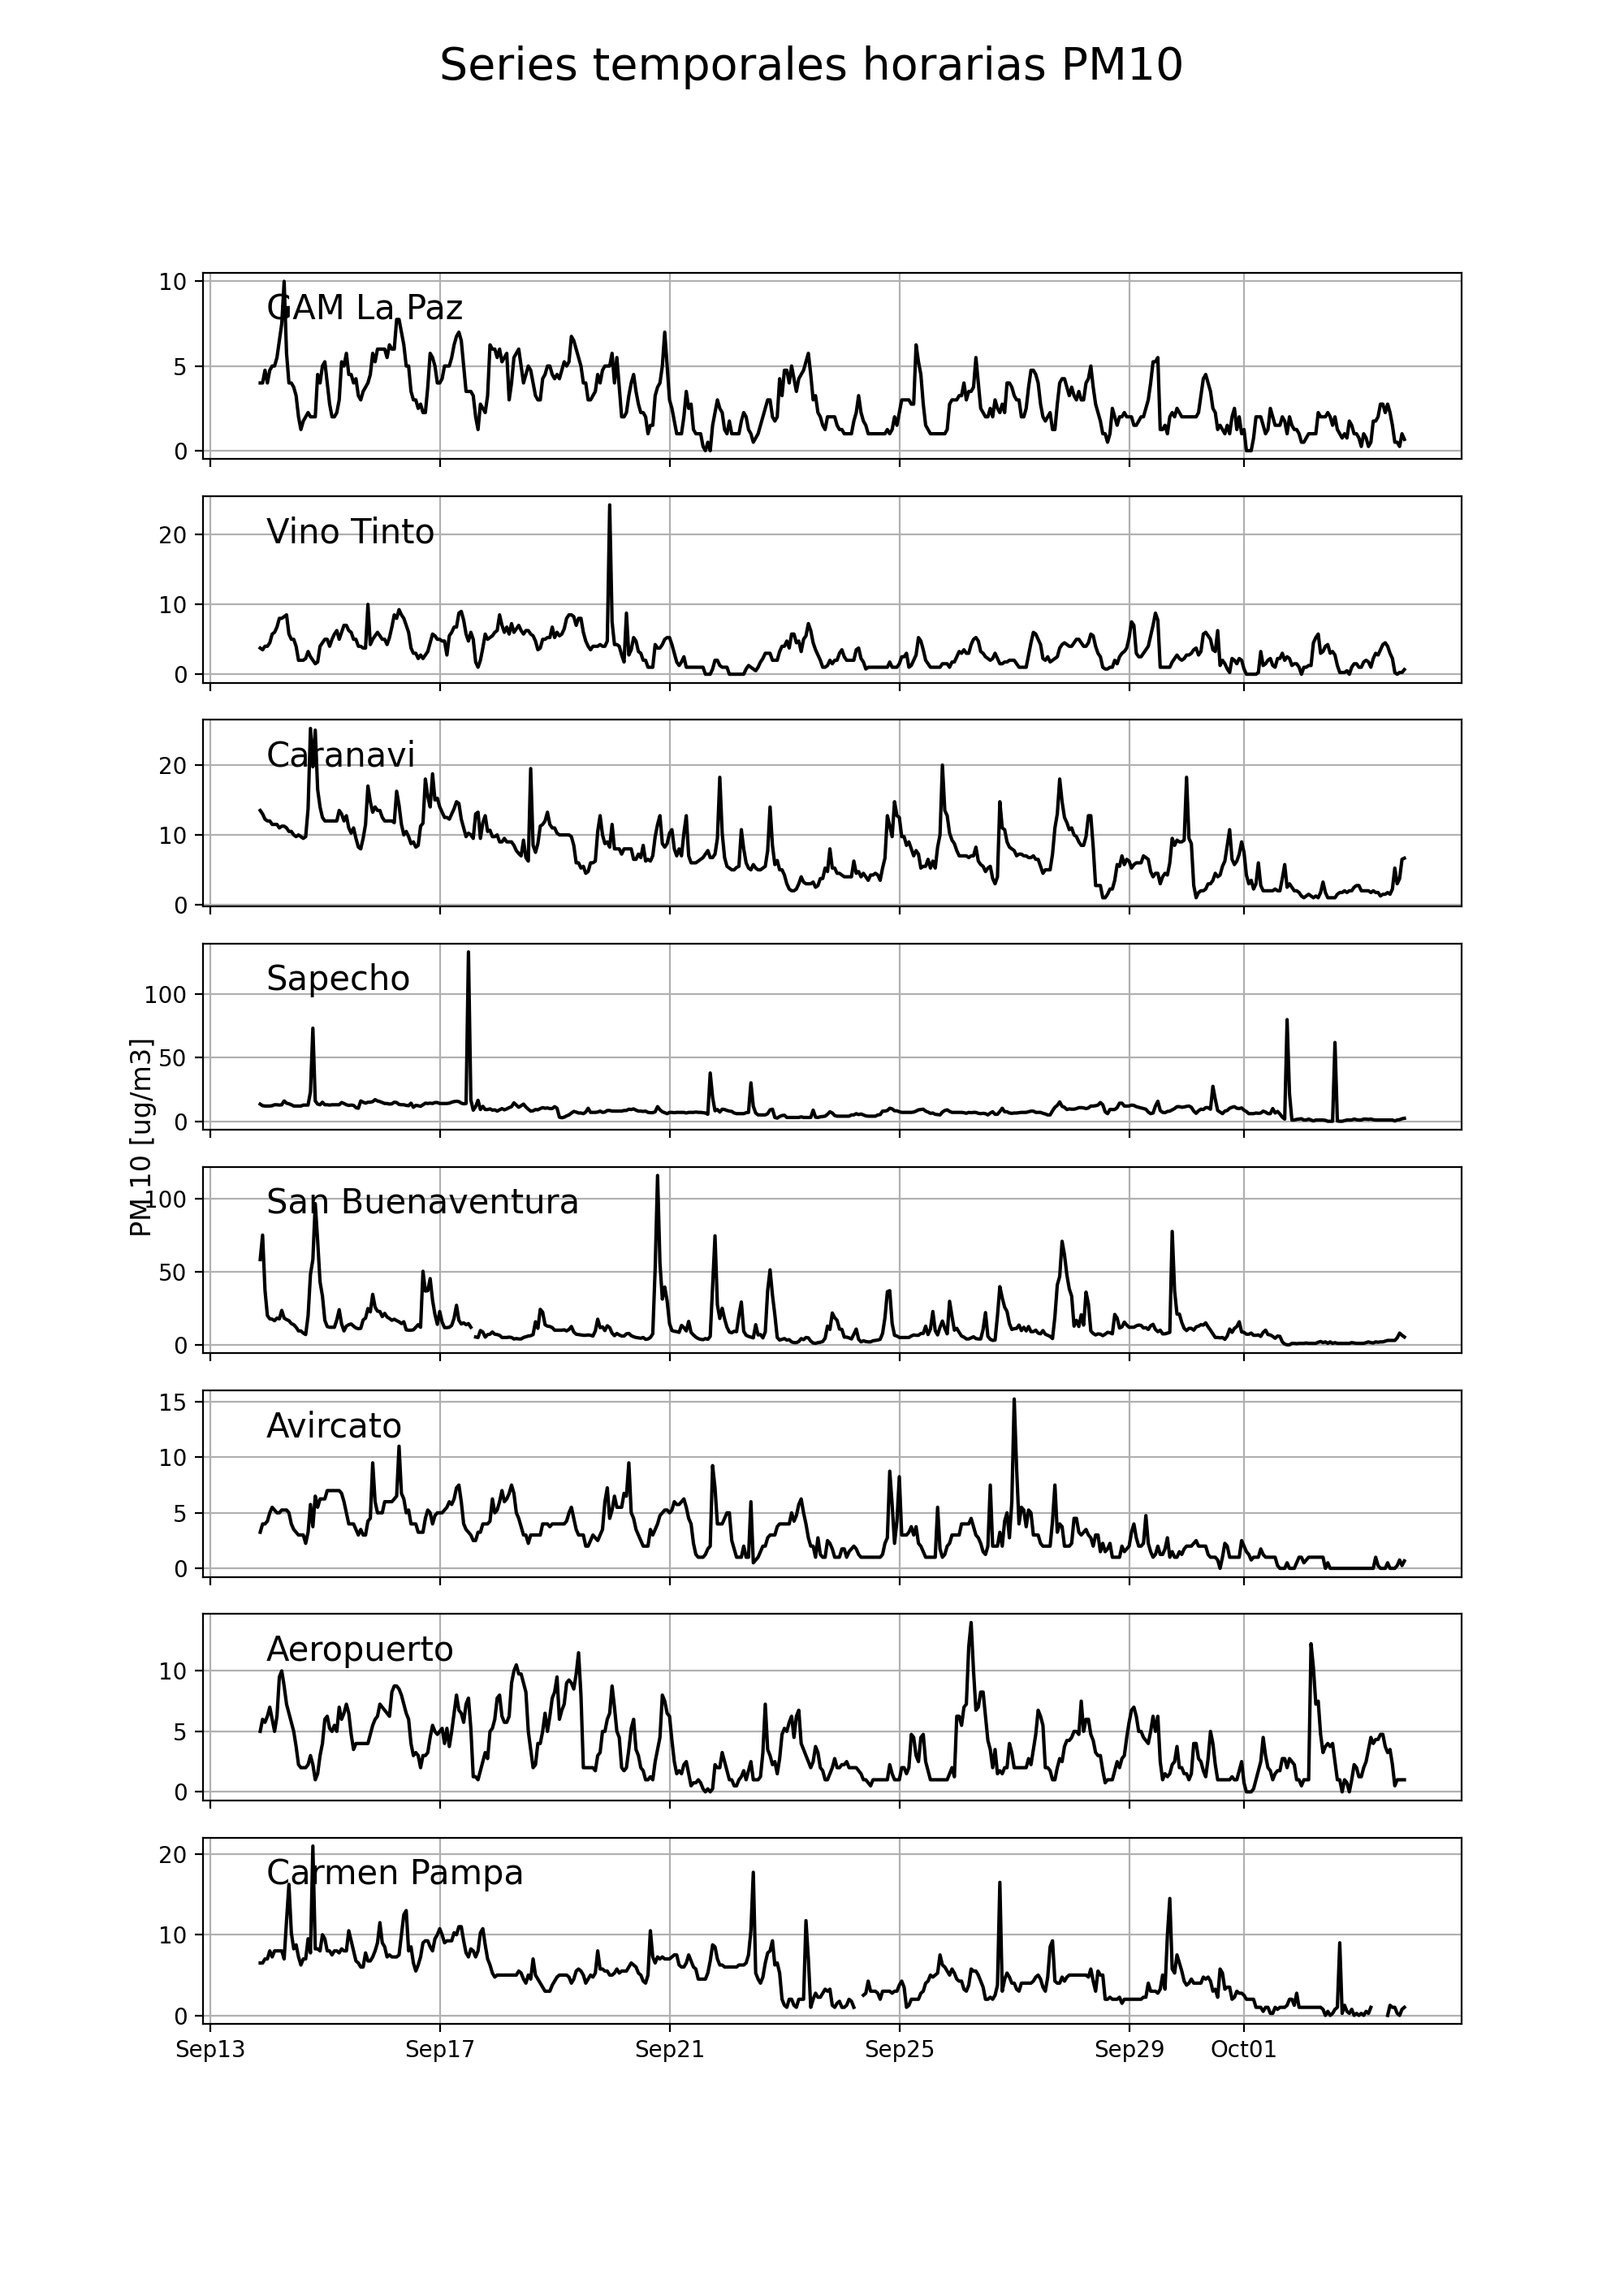 Series temporales horarias PM10
10
GAM La Paz
5
0
Vino Tinto
20
10
0
Caranavi
20
10
0
Sapecho
100
50
0
PM 10 [ug/m3]
San Buenaventura
100
50
0
15
Avircato
10
5
0
Aeropuerto
10
5
0
20
Carmen Pampa
10
0
Sep13 Sep17 Sep21 Sep25 Sep29 Oct01